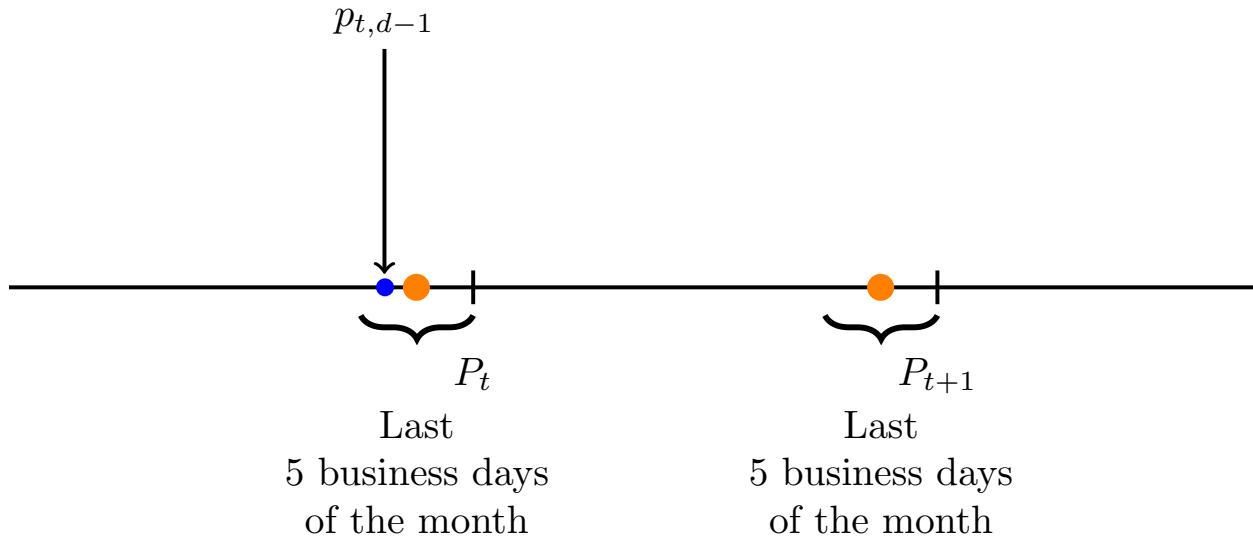 p_{t,d−1}
P_t
Last
5 business days
of the month
P_{t+1}
Last
5 business days
of the month